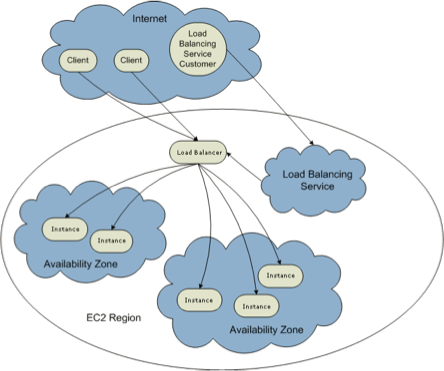 Internet
Load
Balancing
Service
Customer
Client
Client
Load Balancer
Load Balancing
Service
Instance
Instance
Availability Zone
Instance
Instance
Instance
Availability Zone
EC2 Region